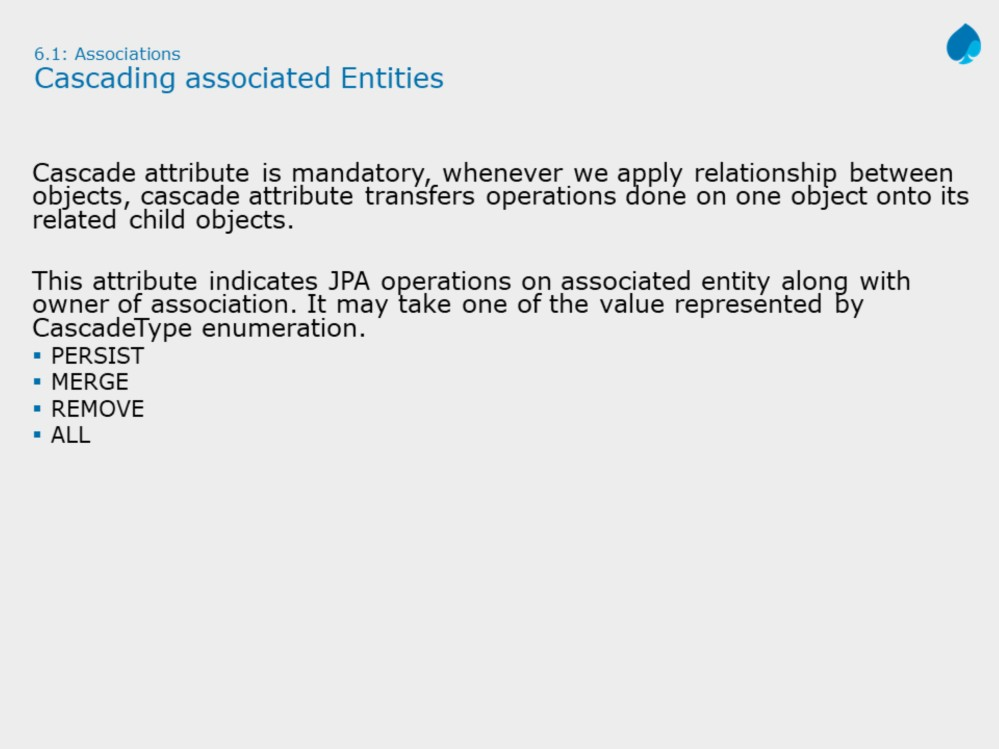 6.1: Associations
Cascading associated Entities
Cascade attribute is mandatory, whenever we apply relationship between
objects, cascade attribute transfers operations done on one object onto its
related child objects.
This attribute indicates JPA operations on associated entity along with
owner of association. It may take one of the value represented by
CascadeType enumeration.
▪ PERSIST
▪ MERGE
▪ REMOVE
▪ ALL